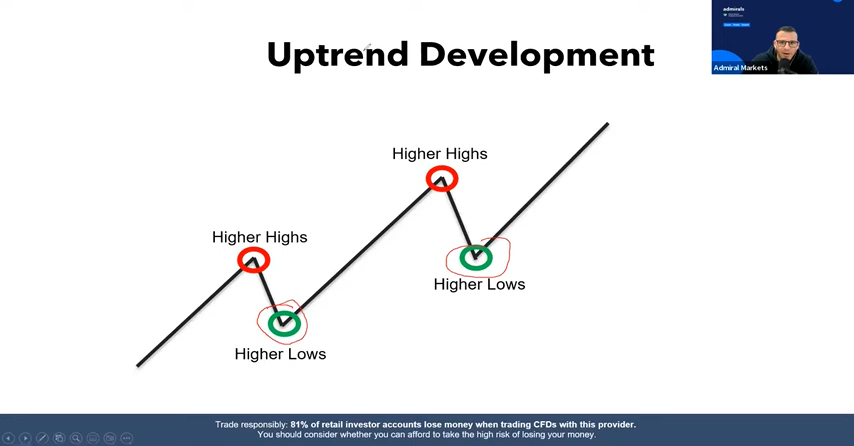 admirals
Admiral Markets
Uptrend Development
Higher Highs
Higher Highs
Higher Lows
Higher Lows
Trade responsibly: 81% of retail investor accounts lose money when trading CFDs with this provider.
You should consider whether you can afford to take the high risk of losing your money.